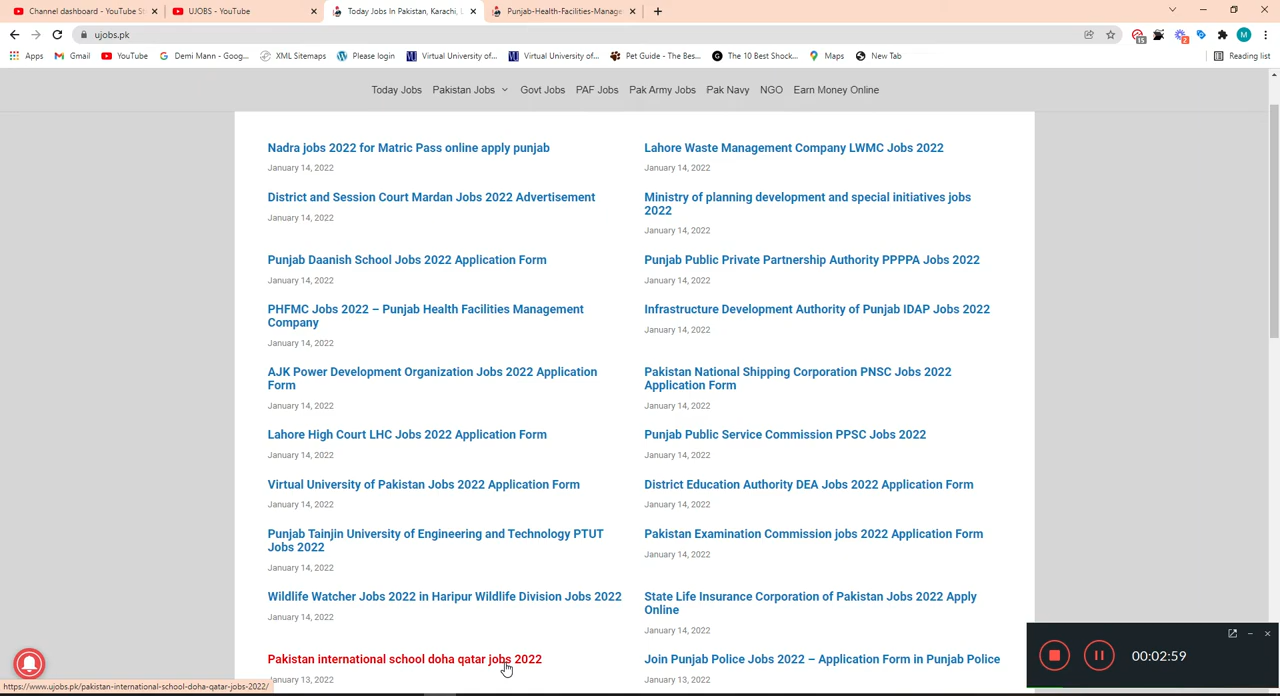 Channel dashboard - YouTube St
UJOBS - YouTube
Today Jobs In Pakistan, Karachi, L
Punjab-Health-Facilities-Manage
ujobs.pk
Apps
Gmail
YouTube
Demi Mann - Goog...
XML Sitemaps
Please login
Virtual University of...
Virtual University of...
Pet Guide - The Bes...
The 10 Best Shock...
Maps
New Tab
Reading list
Today Jobs Pakistan Jobs Govt Jobs PAF Jobs Pak Army Jobs Pak Navy NGO Earn Money Online
Nadra jobs 2022 for Matric Pass online apply punjab
January 14, 2022
Lahore Waste Management Company LWMC Jobs 2022
January 14, 2022
District and Session Court Mardan Jobs 2022 Advertisement
January 14, 2022
Ministry of planning development and special initiatives jobs
2022
January 14, 2022
Punjab Daanish School Jobs 2022 Application Form
January 14, 2022
Punjab Public Private Partnership Authority PPPPA Jobs 2022
January 14, 2022
PHFMC Jobs 2022 – Punjab Health Facilities Management
Company
January 14, 2022
Infrastructure Development Authority of Punjab IDAP Jobs 2022
January 14, 2022
AJK Power Development Organization Jobs 2022 Application
Form
January 14, 2022
Pakistan National Shipping Corporation PNSC Jobs 2022
Application Form
January 14, 2022
Lahore High Court LHC Jobs 2022 Application Form
January 14, 2022
Punjab Public Service Commission PPSC Jobs 2022
January 14, 2022
Virtual University of Pakistan Jobs 2022 Application Form
January 14, 2022
District Education Authority DEA Jobs 2022 Application Form
January 14, 2022
Punjab Tainjin University of Engineering and Technology PTUT
Jobs 2022
January 14, 2022
Pakistan Examination Commission jobs 2022 Application Form
January 14, 2022
Wildlife Watcher Jobs 2022 in Haripur Wildlife Division Jobs 2022
January 14, 2022
State Life Insurance Corporation of Pakistan Jobs 2022 Apply
Online
January 14, 2022
Pakistan international school doha qatar jobs 2022
January 13, 2022
Join Punjab Police Jobs 2022 – Application Form in Punjab Police
January 13, 2022
00:02:59
https://www.ujobs.pk/pakistan-international-school-doha-qatar-jobs-2022/